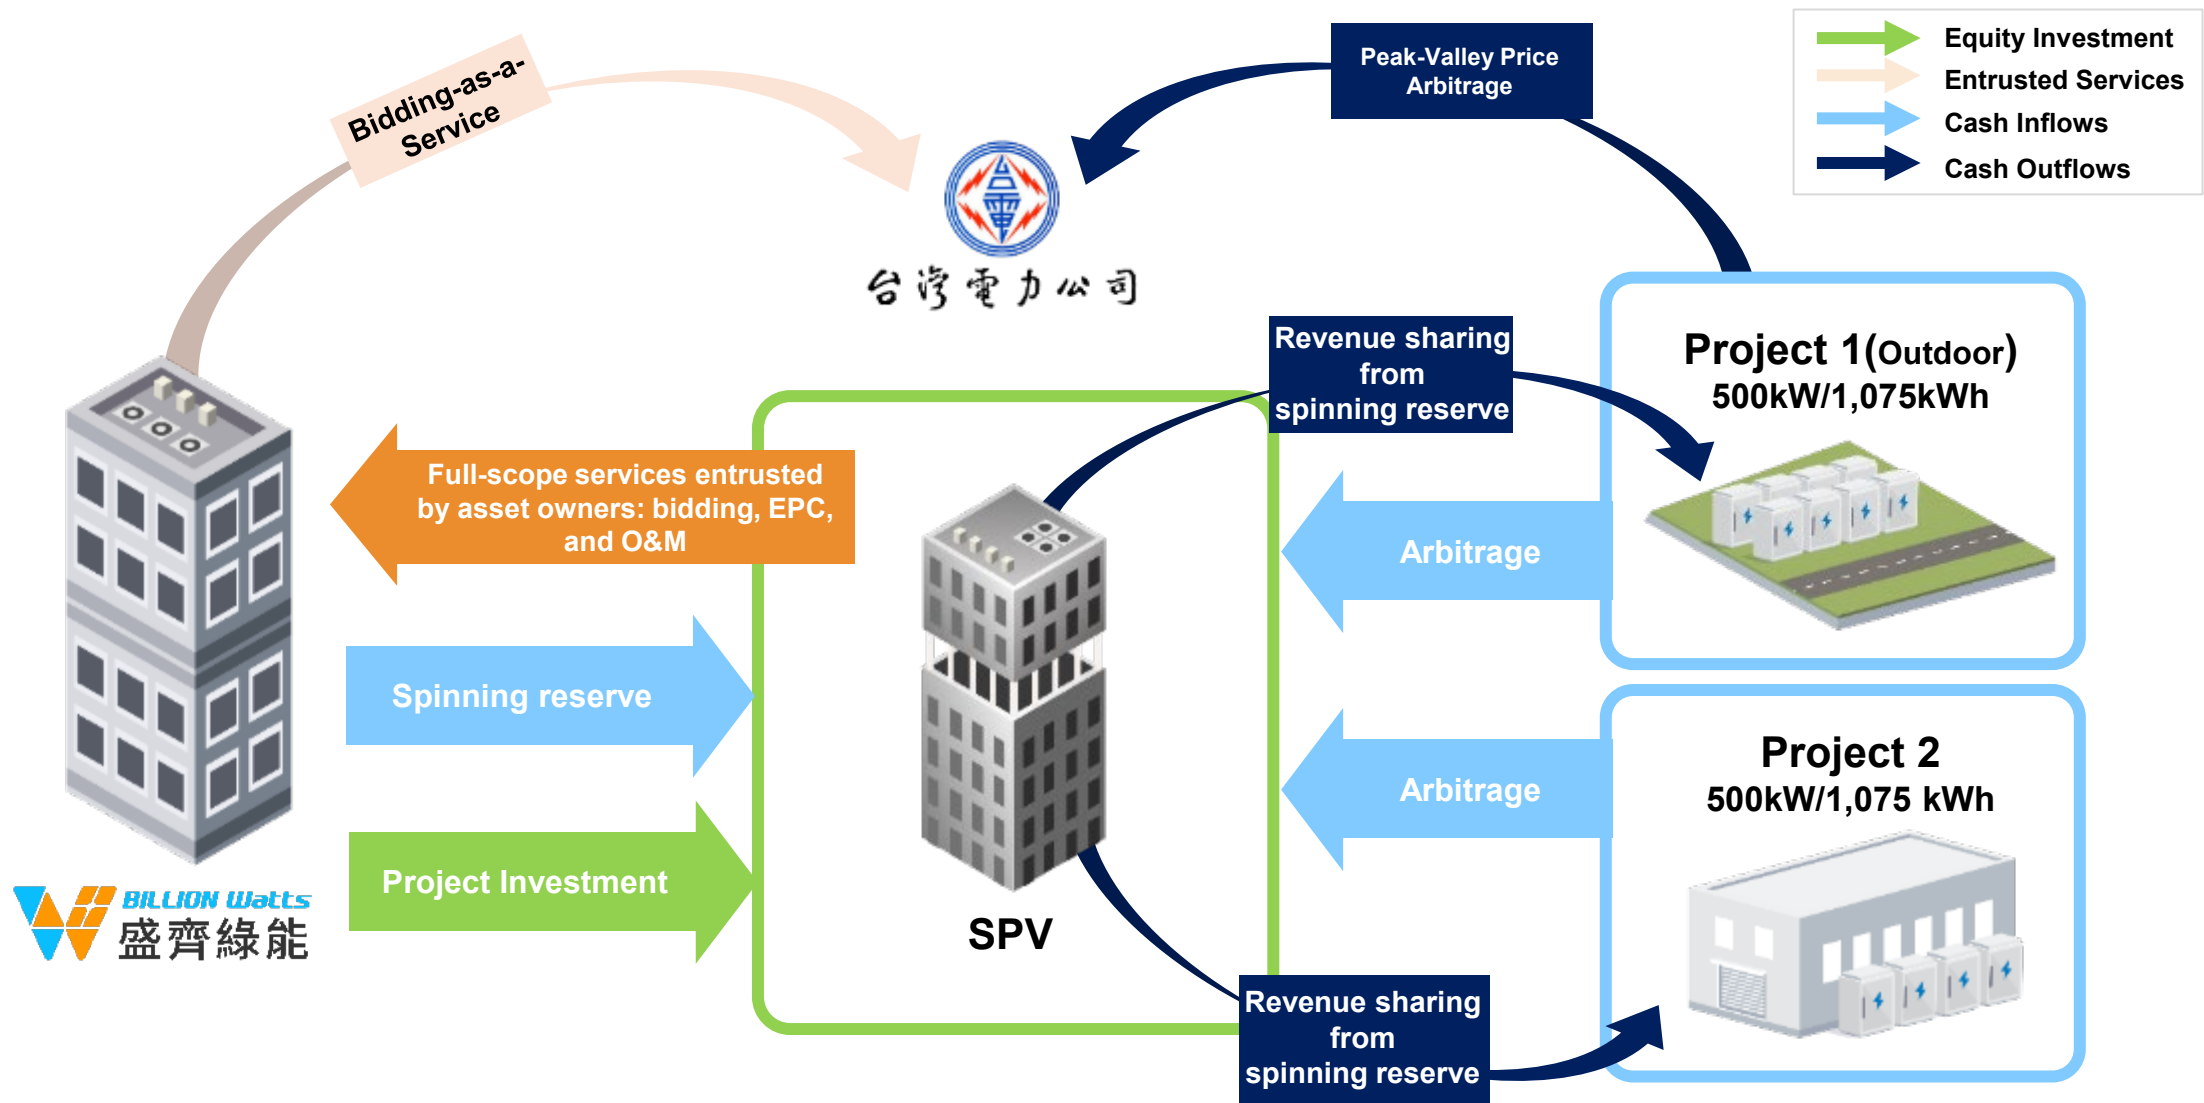 Equity Investment
Entrusted Services
Cash Inflows
Cash Outflows
Bidding-as-a-
Service
Peak-Valley Price
Arbitrage
台灣電力公司
Revenue sharing
from
spinning reserve
Project 1(Outdoor)
500kW/1,075kWh
Full-scope services entrusted
by asset owners: bidding, EPC,
and O&M
Arbitrage
Spinning reserve
Project 2
500kW/1,075 kWh
Arbitrage
Project Investment
BILLION Watts
盛齊綠能
SPV
Revenue sharing
from
spinning reserve